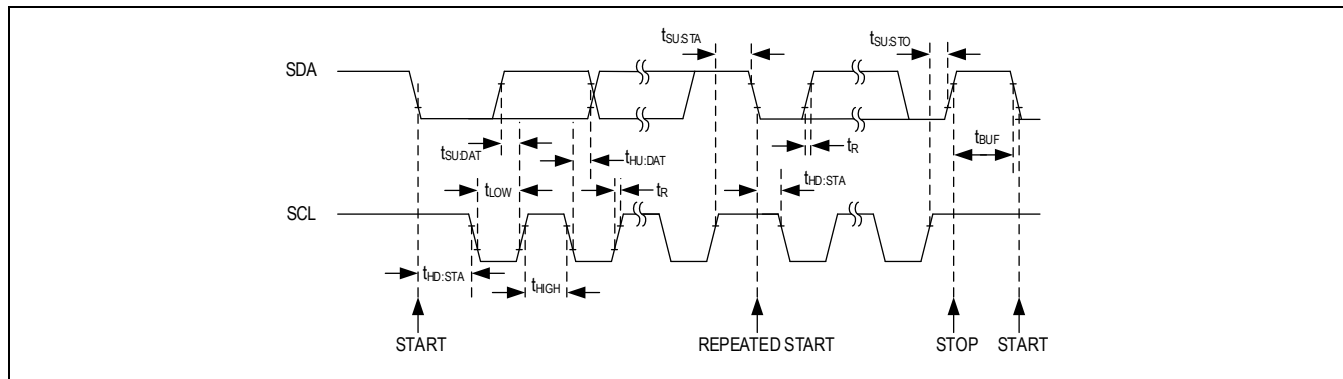 tSU:STA
tSU:STO
SDA
tSU:DAT
tHU:DAT
tR
tBUF
tLOW
tR
tHD:STA
SCL
tHD:STA
tHIGH
START
REPEATED START
STOP
START